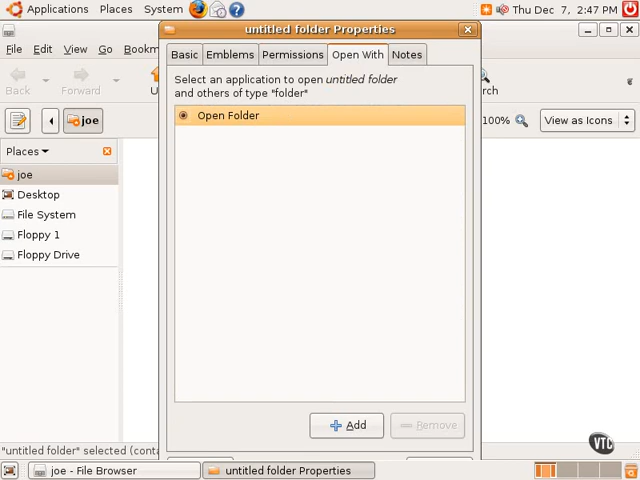 Applications Places System Thu Dec 7, 2:47 PM
untitled folder Properties
File Edit View Go Bookm
Basic Emblems Permissions Open With Notes
Back Forward
Select an application to open untitled folder
and others of type "folder"
Open Folder
joe
100% View as Icons
Places
joe
Desktop
File System
Floppy 1
Floppy Drive
Add Remove
"untitled folder" selected (conta
VTC
joe - File Browser untitled folder Properties